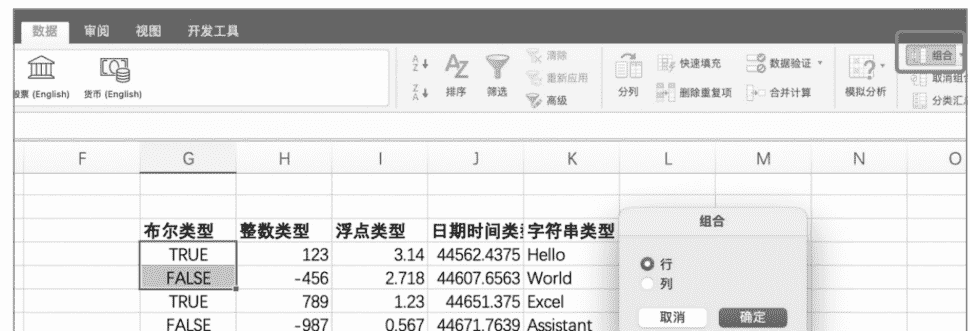 数据 审阅 视图 开发工具
股票 (English) 货币 (English)
排序 筛选 清除 重新应用 高级
分列 快速填充 删除重复项 数据验证 合并计算
模拟分析 组合 取消组合 分类汇
F G H I J K L M N O
布尔类型 整数类型 浮点类型 日期时间类 字符串类型
TRUE 123 3.14 44562.4375 Hello
FALSE -456 2.718 44607.6563 World
TRUE 789 1.23 44651.375 Excel
FALSE -987 0.567 44671.7639 Assistant
组合
行
列
取消 确定